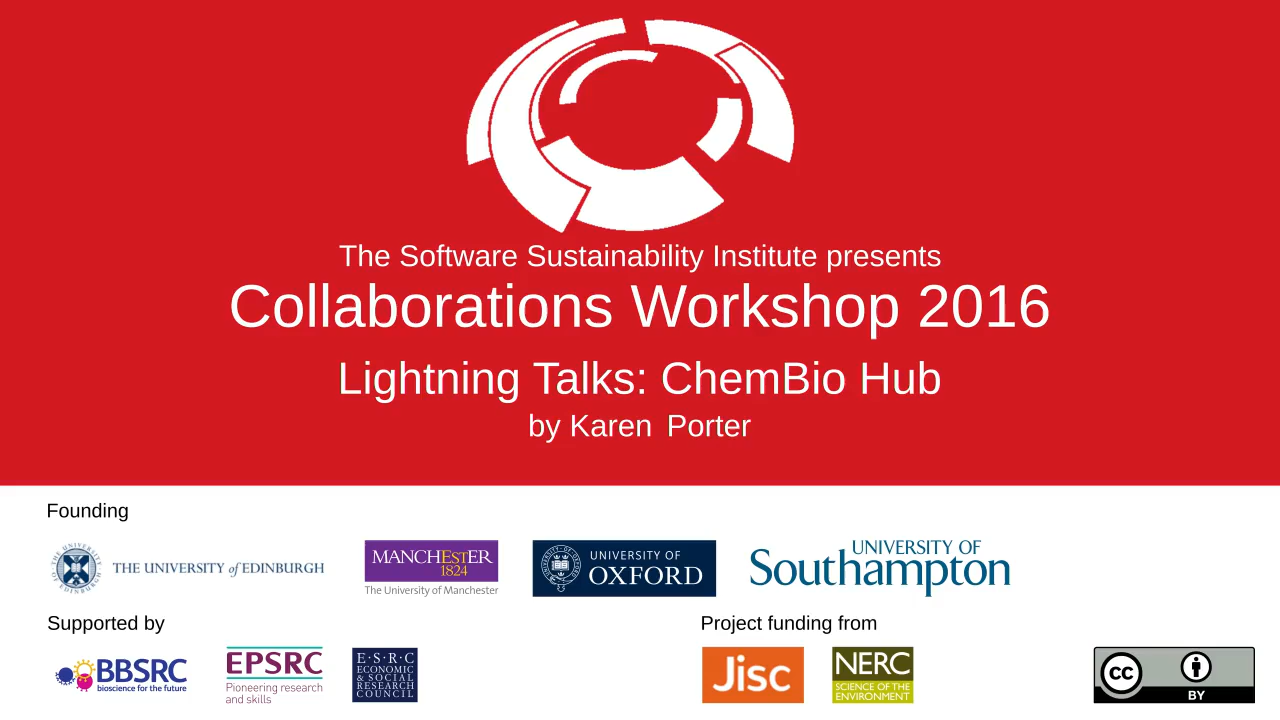 The Software Sustainability Institute presents
Collaborations Workshop 2016
Lightning Talks: ChemBio Hub
by Karen Porter
Founding
THE UNIVERSITY of EDINBURGH
MANCHESTER
1824
The University of Manchester
UNIVERSITY OF
OXFORD
UNIVERSITY OF
Southampton
Supported by
Project funding from
BBSRC
bioscience for the future
EPSRC
Pioneering research
and skills
E·S·R·C
ECONOMIC
& SOCIAL
RESEARCH
COUNCIL
Jisc
NERC
SCIENCE OF THE
ENVIRONMENT
cc
BY